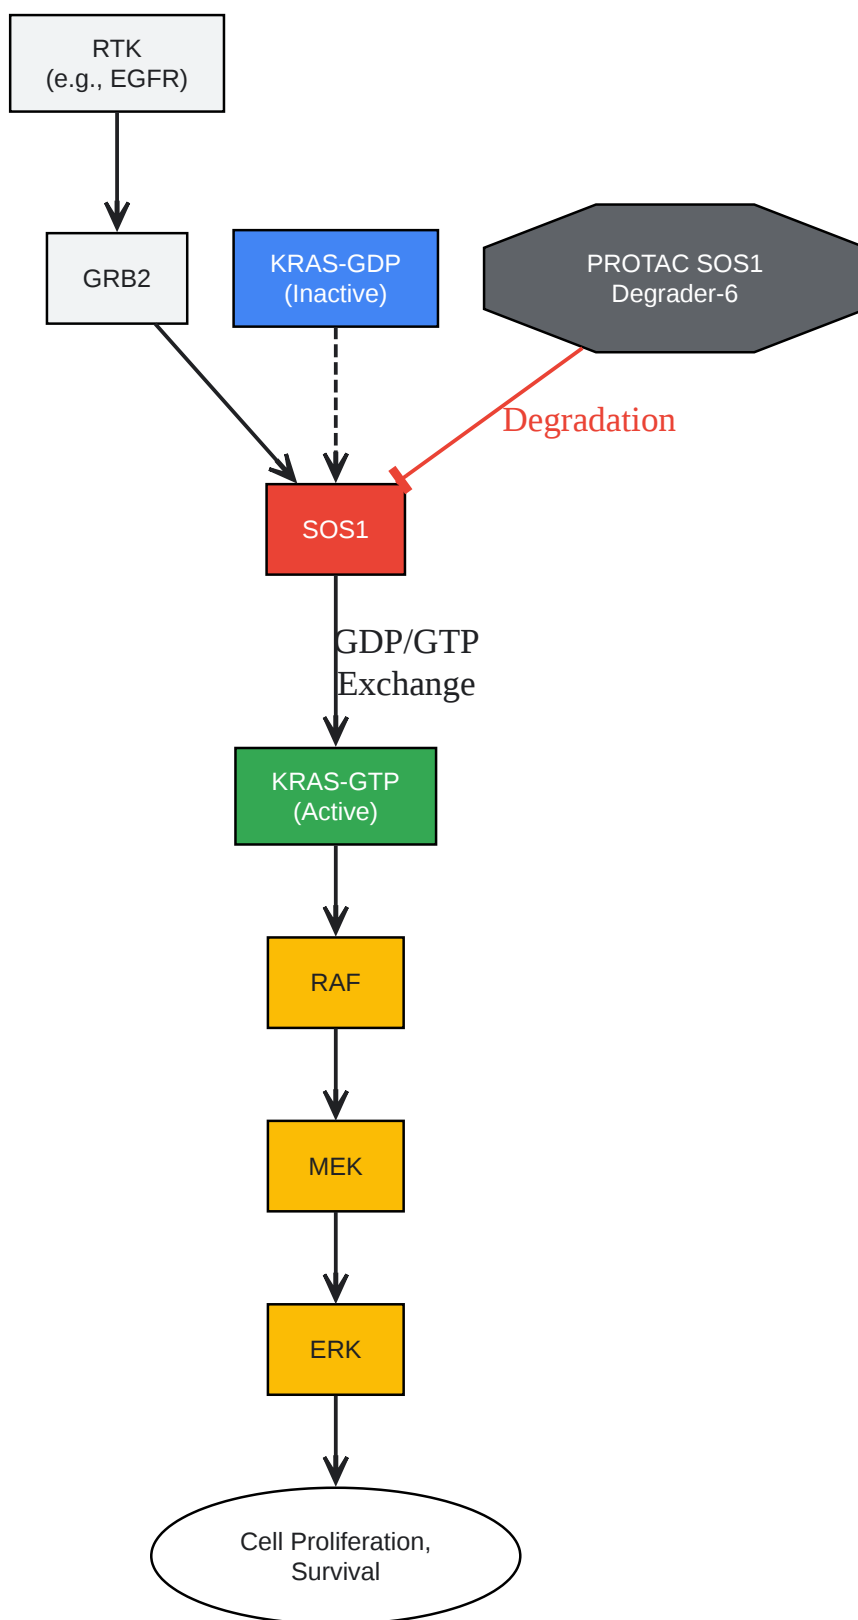 RTK
(e.g., EGFR)
GRB2
KRAS-GDP
(Inactive)
PROTAC SOS1
Degrader-6
Degradation
SOS1
GDP/GTP
Exchange
KRAS-GTP
(Active)
RAF
MEK
ERK
Cell Proliferation,
Survival